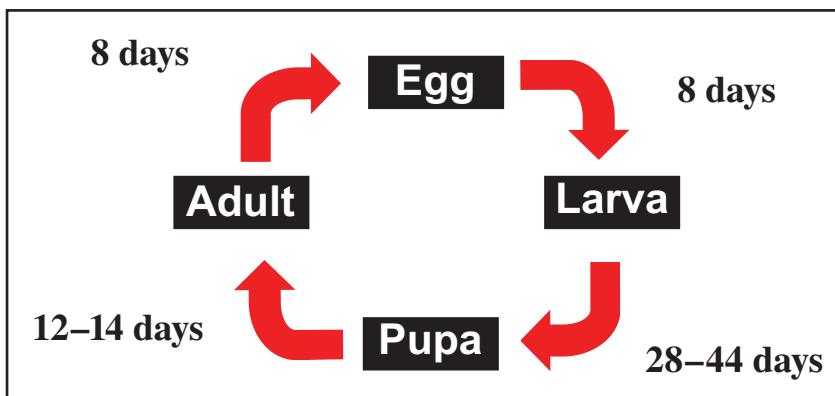 8 days
Egg
8 days
Adult
Larva
12–14 days
Pupa
28–44 days